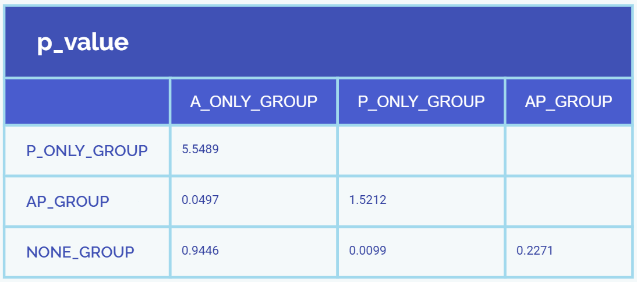 p_value
A_ONLY_GROUP P_ONLY_GROUP AP_GROUP
P_ONLY_GROUP 5.5489
AP_GROUP 0.0497 1.5212
NONE_GROUP 0.9446 0.0099 0.2271